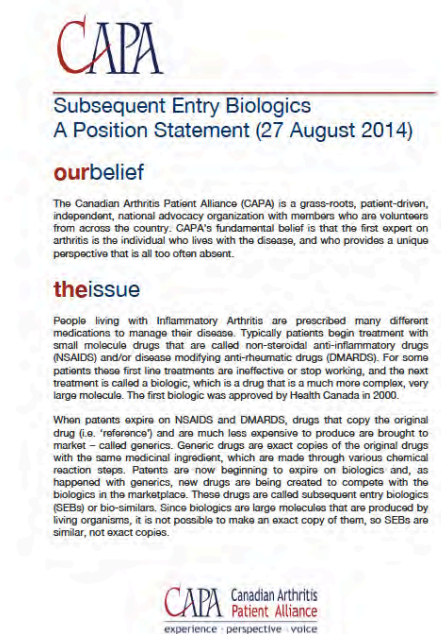 CAPA
Subsequent Entry Biologics
A Position Statement (27 August 2014)
ourbelief
The Canadian Arthritis Patient Alliance (CAPA) is a grass-roots, patient-driven,
independent, national advocacy organization with members who are volunteers
from across the country. CAPA's fundamental belief is that the first expert on
arthritis is the individual who lives with the disease, and who provides a unique
perspective that is all too often absent.
theissue
People living with Inflammatory Arthritis are prescribed many different
medications to manage their disease. Typically patients begin treatment with
small molecule drugs that are called non-steroidal anti-inflammatory drugs
(NSAIDS) and/or disease modifying anti-rheumatic drugs (DMARDS). For some
patients these first line treatments are ineffective or stop working, and the next
treatment is called a biologic, which is a drug that is a much more complex, very
large molecule. The first biologic was approved by Health Canada in 2000.
When patents expire on NSAIDS and DMARDS, drugs that copy the original
drug (i.e. 'reference') and are much less expensive to produce are brought to
market – called generics. Generic drugs are exact copies of the original drugs
with the same medicinal ingredient, which are made through various chemical
reaction steps. Patents are now beginning to expire on biologics and, as
happened with generics, new drugs are being created to compete with the
biologics in the marketplace. These drugs are called subsequent entry biologics
(SEBs) or bio-similars. Since biologics are large molecules that are produced by
living organisms, it is not possible to make an exact copy of them, so SEBs are
similar, not exact copies.
CAPA Canadian Arthritis
Patient Alliance
experience · perspective · voice